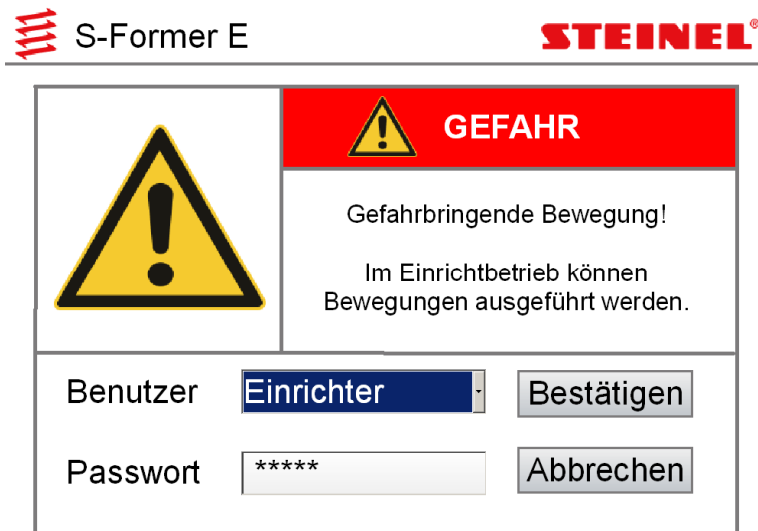 S-Former E
STEINEL®
GEFAHR
Gefahrbringende Bewegung!
Im Einrichtbetrieb können
Bewegungen ausgeführt werden.
Benutzer Einrichter Bestätigen
Passwort ***** Abbrechen